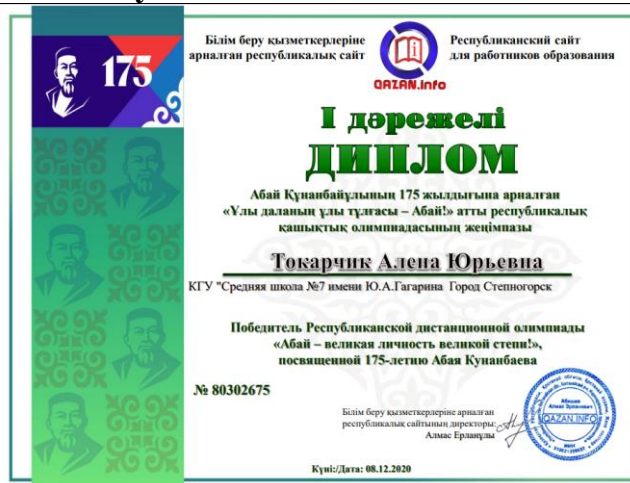 175
Білім беру қызметкерлеріне
арналған республикалық сайт
QAZAN.info
Республиканский сайт
для работников образования
I дәрежелі
ДИПЛОМ
Абай Құнанбайұлының 175 жылдығына арналған
«Ұлы даланың ұлы тұлғасы – Абай!» атты республикалық
қашықтық олимпиадасының жеңімпазы
Токарчик Алена Юрьевна
КГУ "Средняя школа №7 имени Ю.А.Гагарина Город Степногорск
Победитель Республиканской дистанционной олимпиады
«Абай – великая личность великой степи!»,
посвященной 175-летию Абая Кунанбаева
№ 80302675
Білім беру қызметкерлеріне арналған
республикалық сайтының директоры:
Алмас Ерланұлы
QAZAN.INFO
Күні:/Дата: 08.12.2020